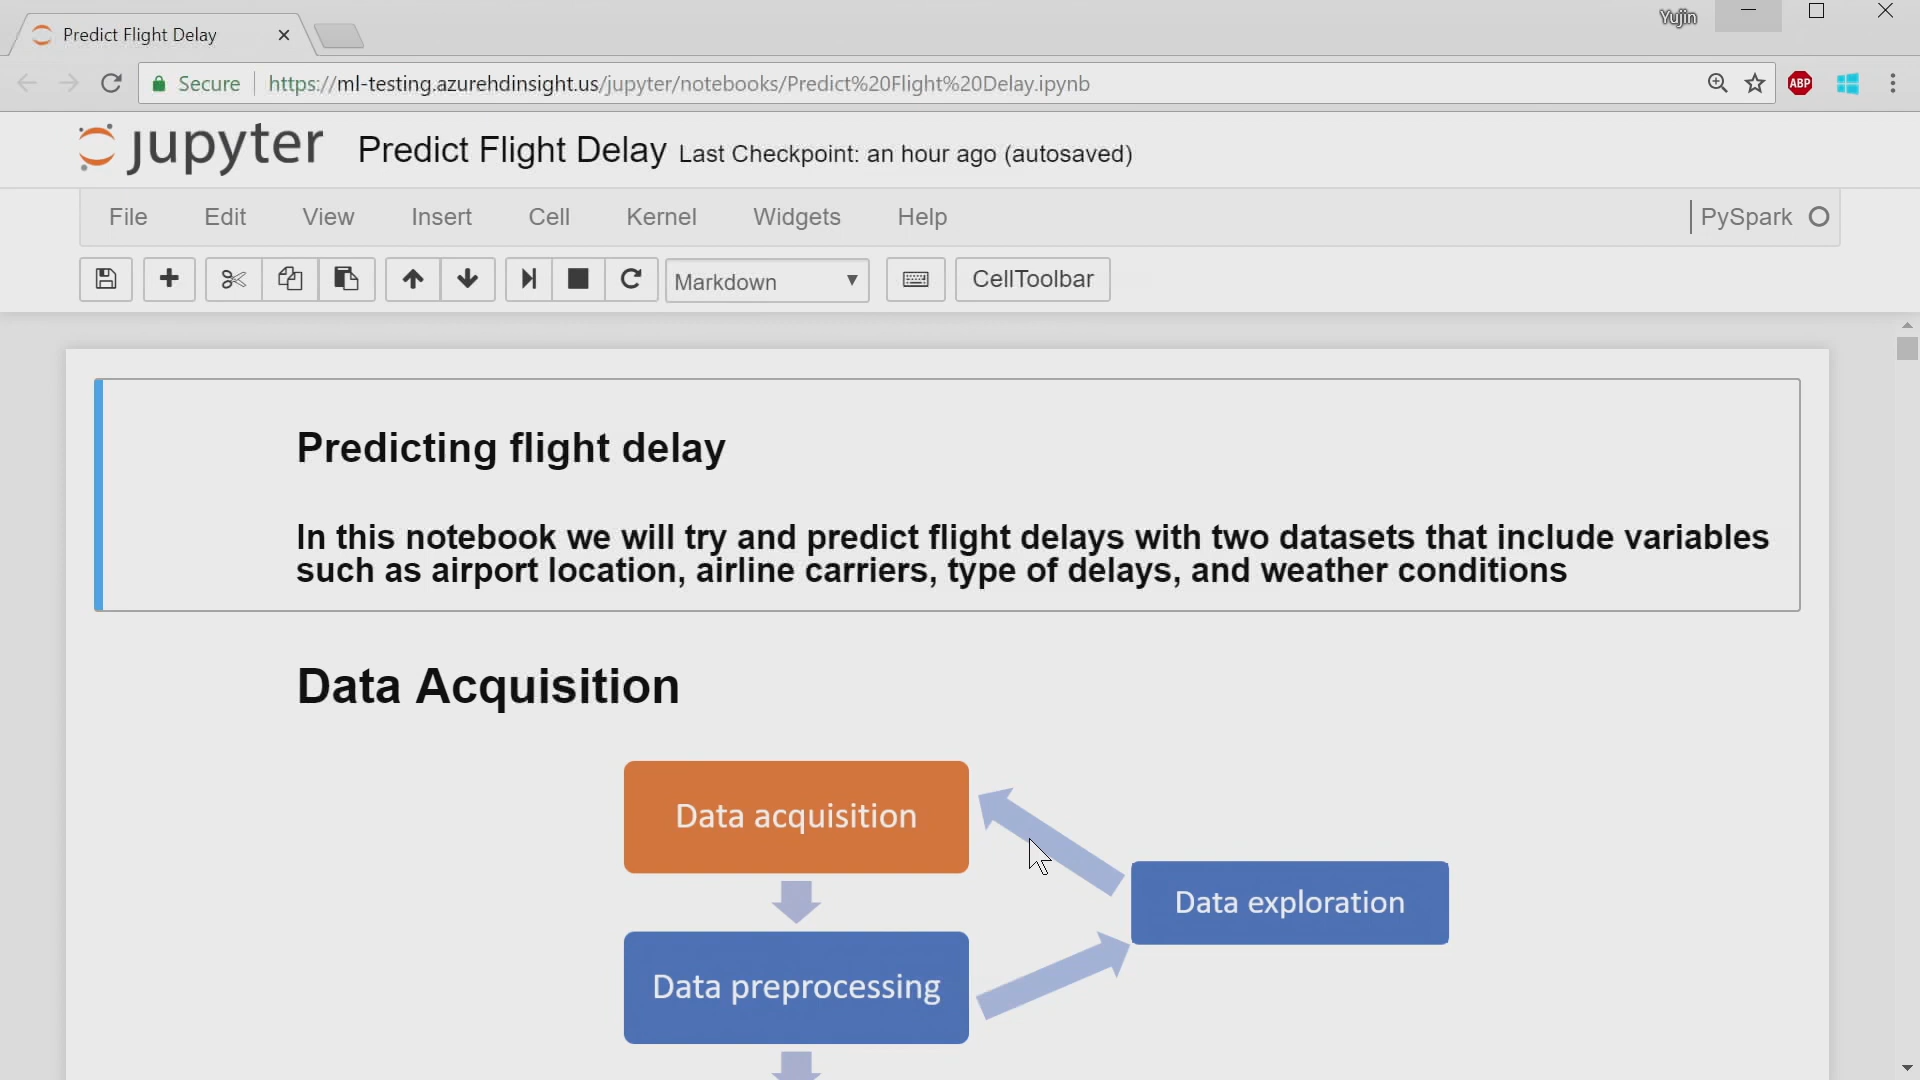 Predict Flight Delay
Yujin
Secure https://ml-testing.azurehdinsight.us/jupyter/notebooks/Predict%20Flight%20Delay.ipynb
ABP
jupyter Predict Flight Delay Last Checkpoint: an hour ago (autosaved)
File Edit View Insert Cell Kernel Widgets Help PySpark
Markdown CellToolbar
Predicting flight delay
In this notebook we will try and predict flight delays with two datasets that include variables
such as airport location, airline carriers, type of delays, and weather conditions
Data Acquisition
Data acquisition
Data exploration
Data preprocessing